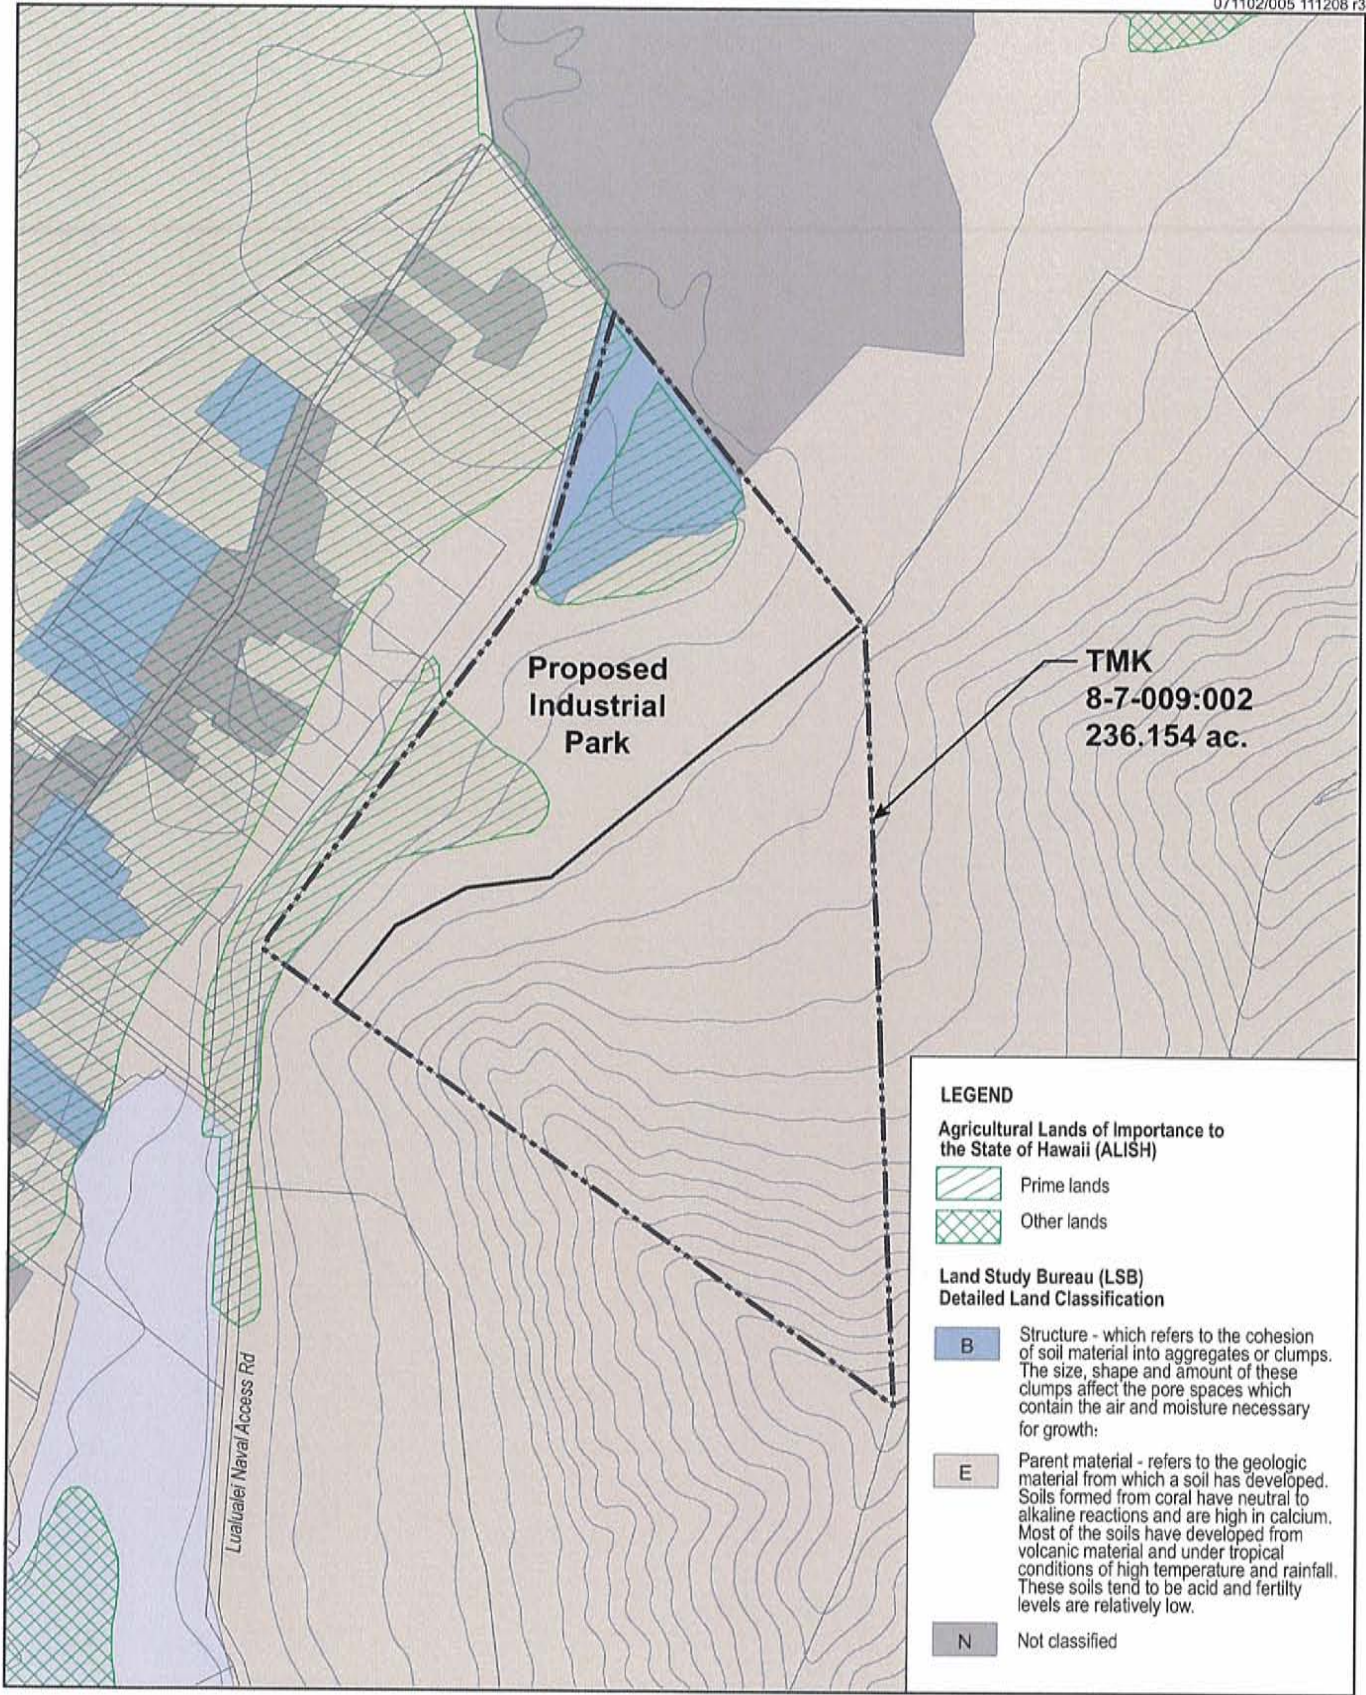 071102/005 111208 r3
Proposed
Industrial
Park
TMK
8-7-009:002
236.154 ac.
Lualualei Naval Access Rd
LEGEND
Agricultural Lands of Importance to
the State of Hawaii (ALISH)
Prime lands
Other lands
Land Study Bureau (LSB)
Detailed Land Classification
B
Structure - which refers to the cohesion
of soil material into aggregates or clumps.
The size, shape and amount of these
clumps affect the pore spaces which
contain the air and moisture necessary
for growth:
E
Parent material - refers to the geologic
material from which a soil has developed.
Soils formed from coral have neutral to
alkaline reactions and are high in calcium.
Most of the soils have developed from
volcanic material and under tropical
conditions of high temperature and rainfall.
These soils tend to be acid and fertilty
levels are relatively low.
N
Not classified